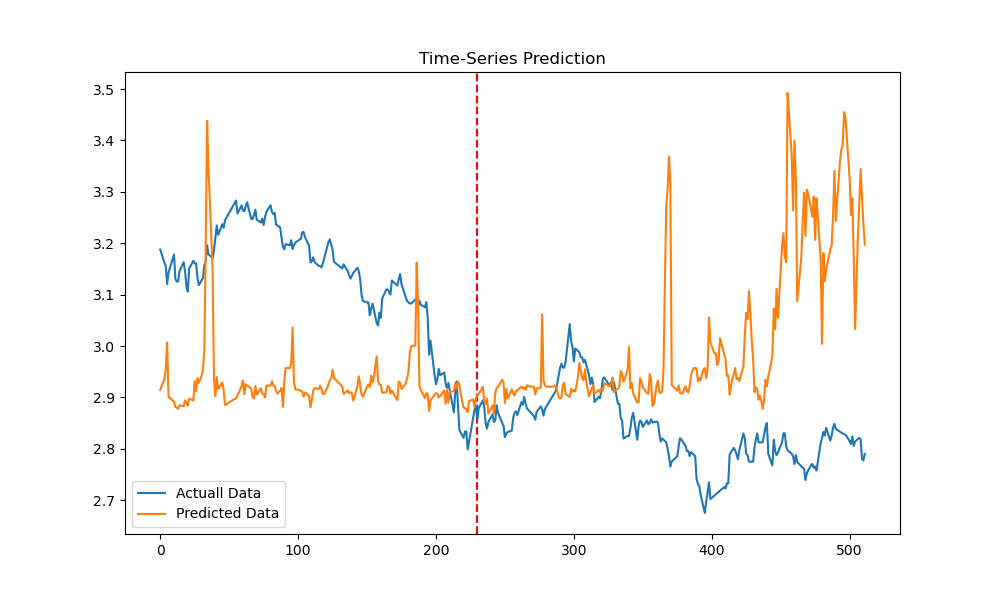 Time-Series Prediction
3.5
3.4
3.3
3.2
3.1
3.0
2.9
2.8
2.7
Actuall Data
Predicted Data
0 100 200 300 400 500